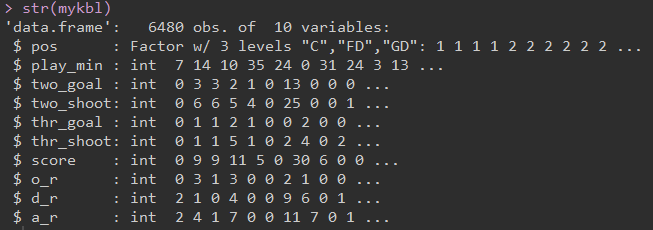 > str(mykbl)
'data.frame':   6480 obs. of  10 variables:
 $ pos      : Factor w/ 3 levels "C","FD","GD": 1 1 1 1 2 2 2 2 2 2 ...
 $ play_min : int  7 14 10 35 24 0 31 24 3 13 ...
 $ two_goal : int  0 3 3 2 1 0 13 0 0 0 ...
 $ two_shoot: int  0 6 6 5 4 0 25 0 0 1 ...
 $ thr_goal : int  0 1 1 2 1 0 0 2 0 0 ...
 $ thr_shoot: int  0 1 1 5 1 0 2 4 0 2 ...
 $ score    : int  0 9 9 11 5 0 30 6 0 0 ...
 $ o_r      : int  0 3 1 3 0 0 2 1 0 0 ...
 $ d_r      : int  2 1 0 4 0 0 9 6 0 1 ...
 $ a_r      : int  2 4 1 7 0 0 11 7 0 1 ...